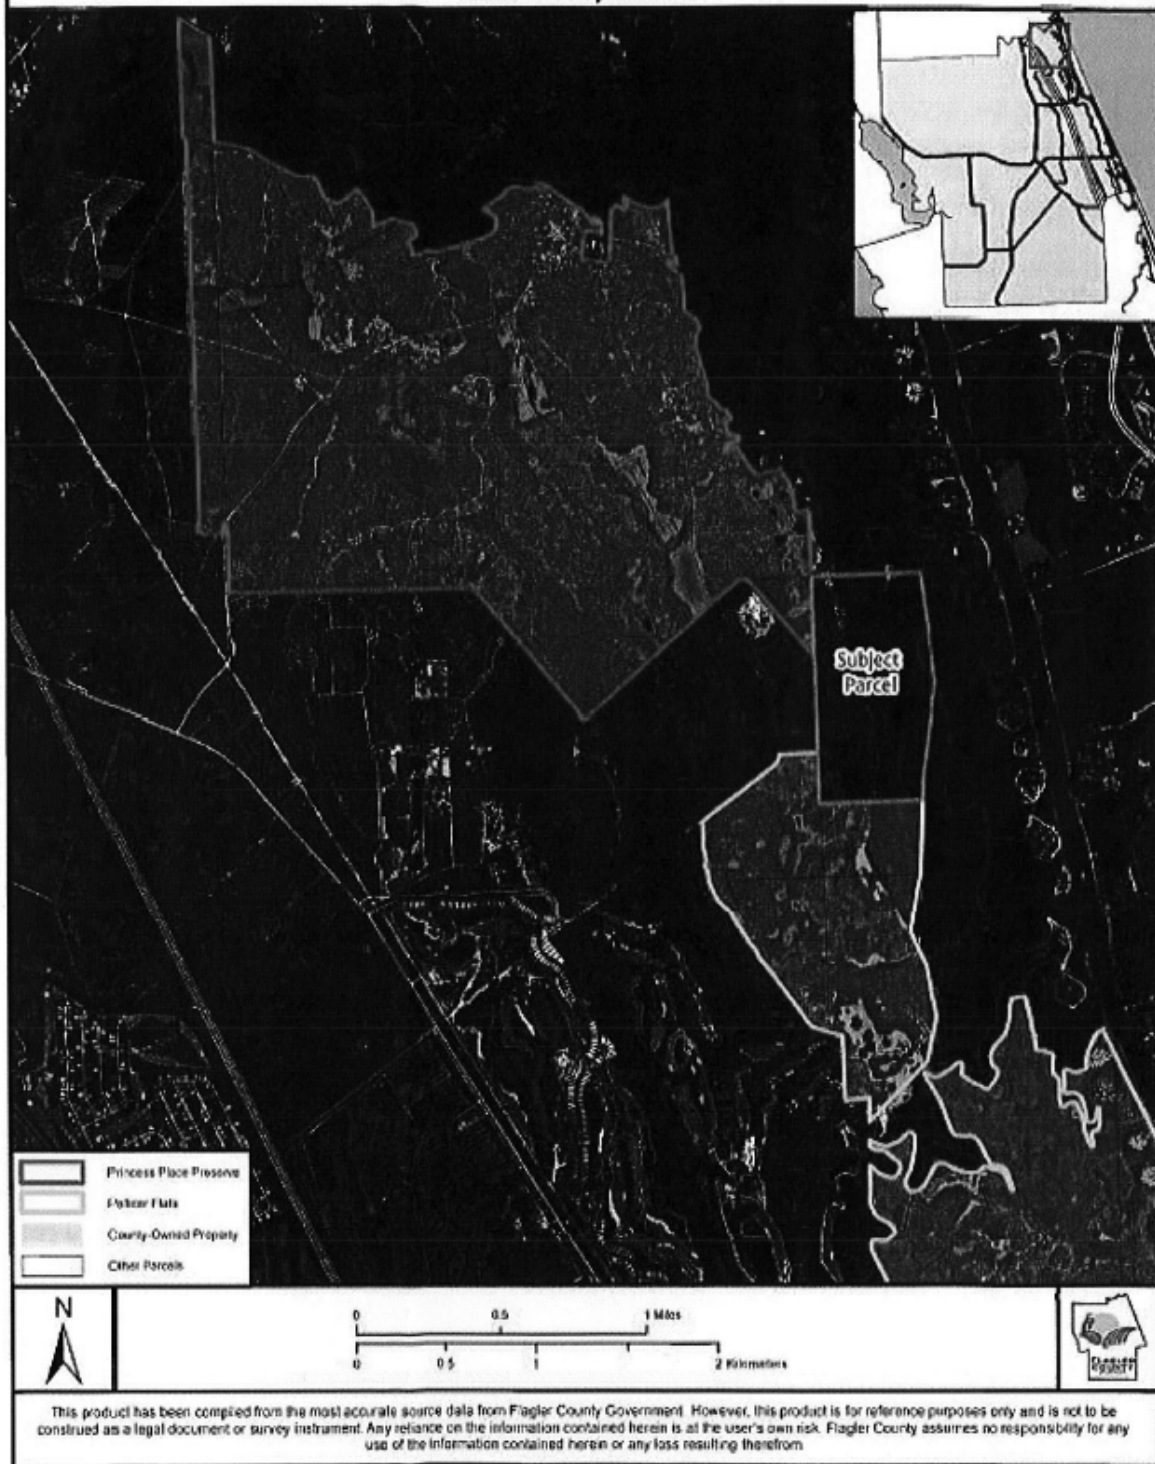 Subject
Parcel
Princess Place Preserve
Pellicer Flats
County-Owned Property
Other Parcels
N
0 0.5 1 Miles
0 0.5 1 2 Kilometers
FLAGLER
COUNTY
This product has been compiled from the most accurate source data from Flagler County Government. However, this product is for reference purposes only and is not to be
construed as a legal document or survey instrument. Any reliance on the information contained herein is at the user's own risk. Flagler County assumes no responsibility for any
use of the information contained herein or any loss resulting therefrom